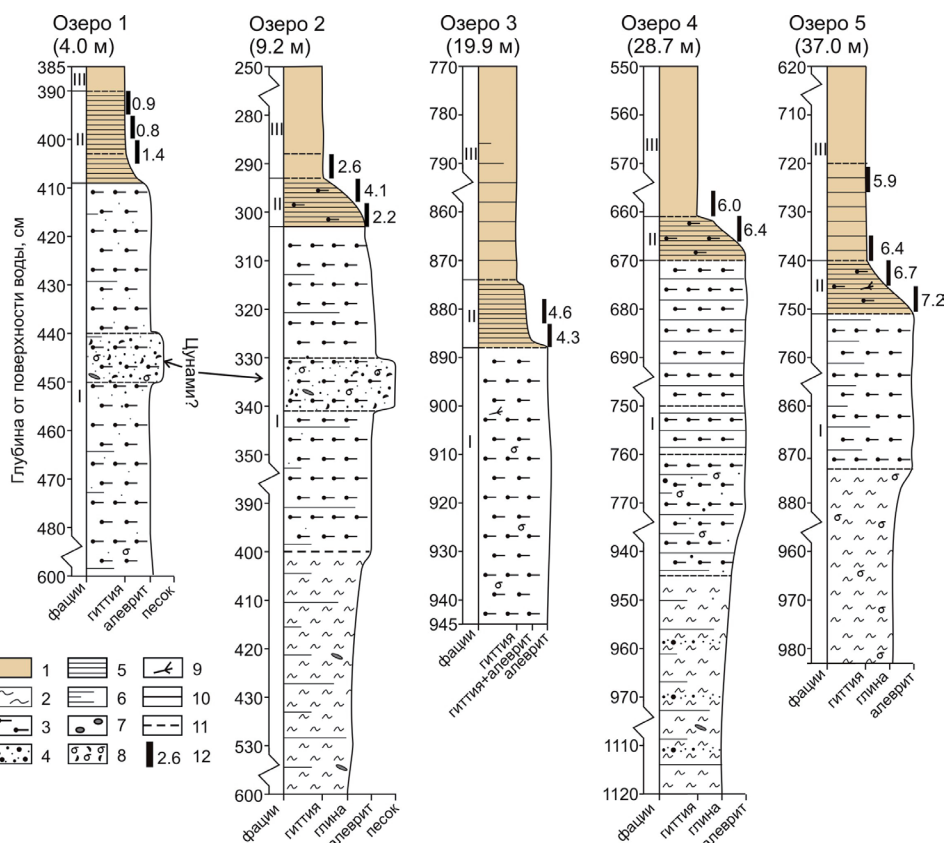 Озеро 1
(4.0 м)
Озеро 2
(9.2 м)
Озеро 3
(19.9 м)
Озеро 4
(28.7 м)
Озеро 5
(37.0 м)
Глубина от поверхности воды, см
385
390
400
410
420
430
440
450
460
470
480
600
III
II
I
0.9
0.8
1.4
фации
гиттия
алеврит
песок
Цунами?
250
280
290
300
310
320
330
340
350
390
400
410
420
430
530
600
III
II
I
2.6
4.1
2.2
фации
гиттия
глина
алеврит
песок
770
790
860
870
880
890
900
910
920
930
940
945
III
II
I
4.6
4.3
фации
гиттия
гиттия+алеврит
алеврит
550
560
570
660
670
680
690
750
760
770
940
950
960
970
1110
1120
III
II
I
6.0
6.4
фации
гиттия
глина
алеврит
620
710
720
730
740
750
760
860
870
880
960
970
980
III
II
I
5.9
6.4
6.7
7.2
фации
гиттия
глина
алеврит
1
2
3
4
5
6
7
8
9
10
11
2.6 12